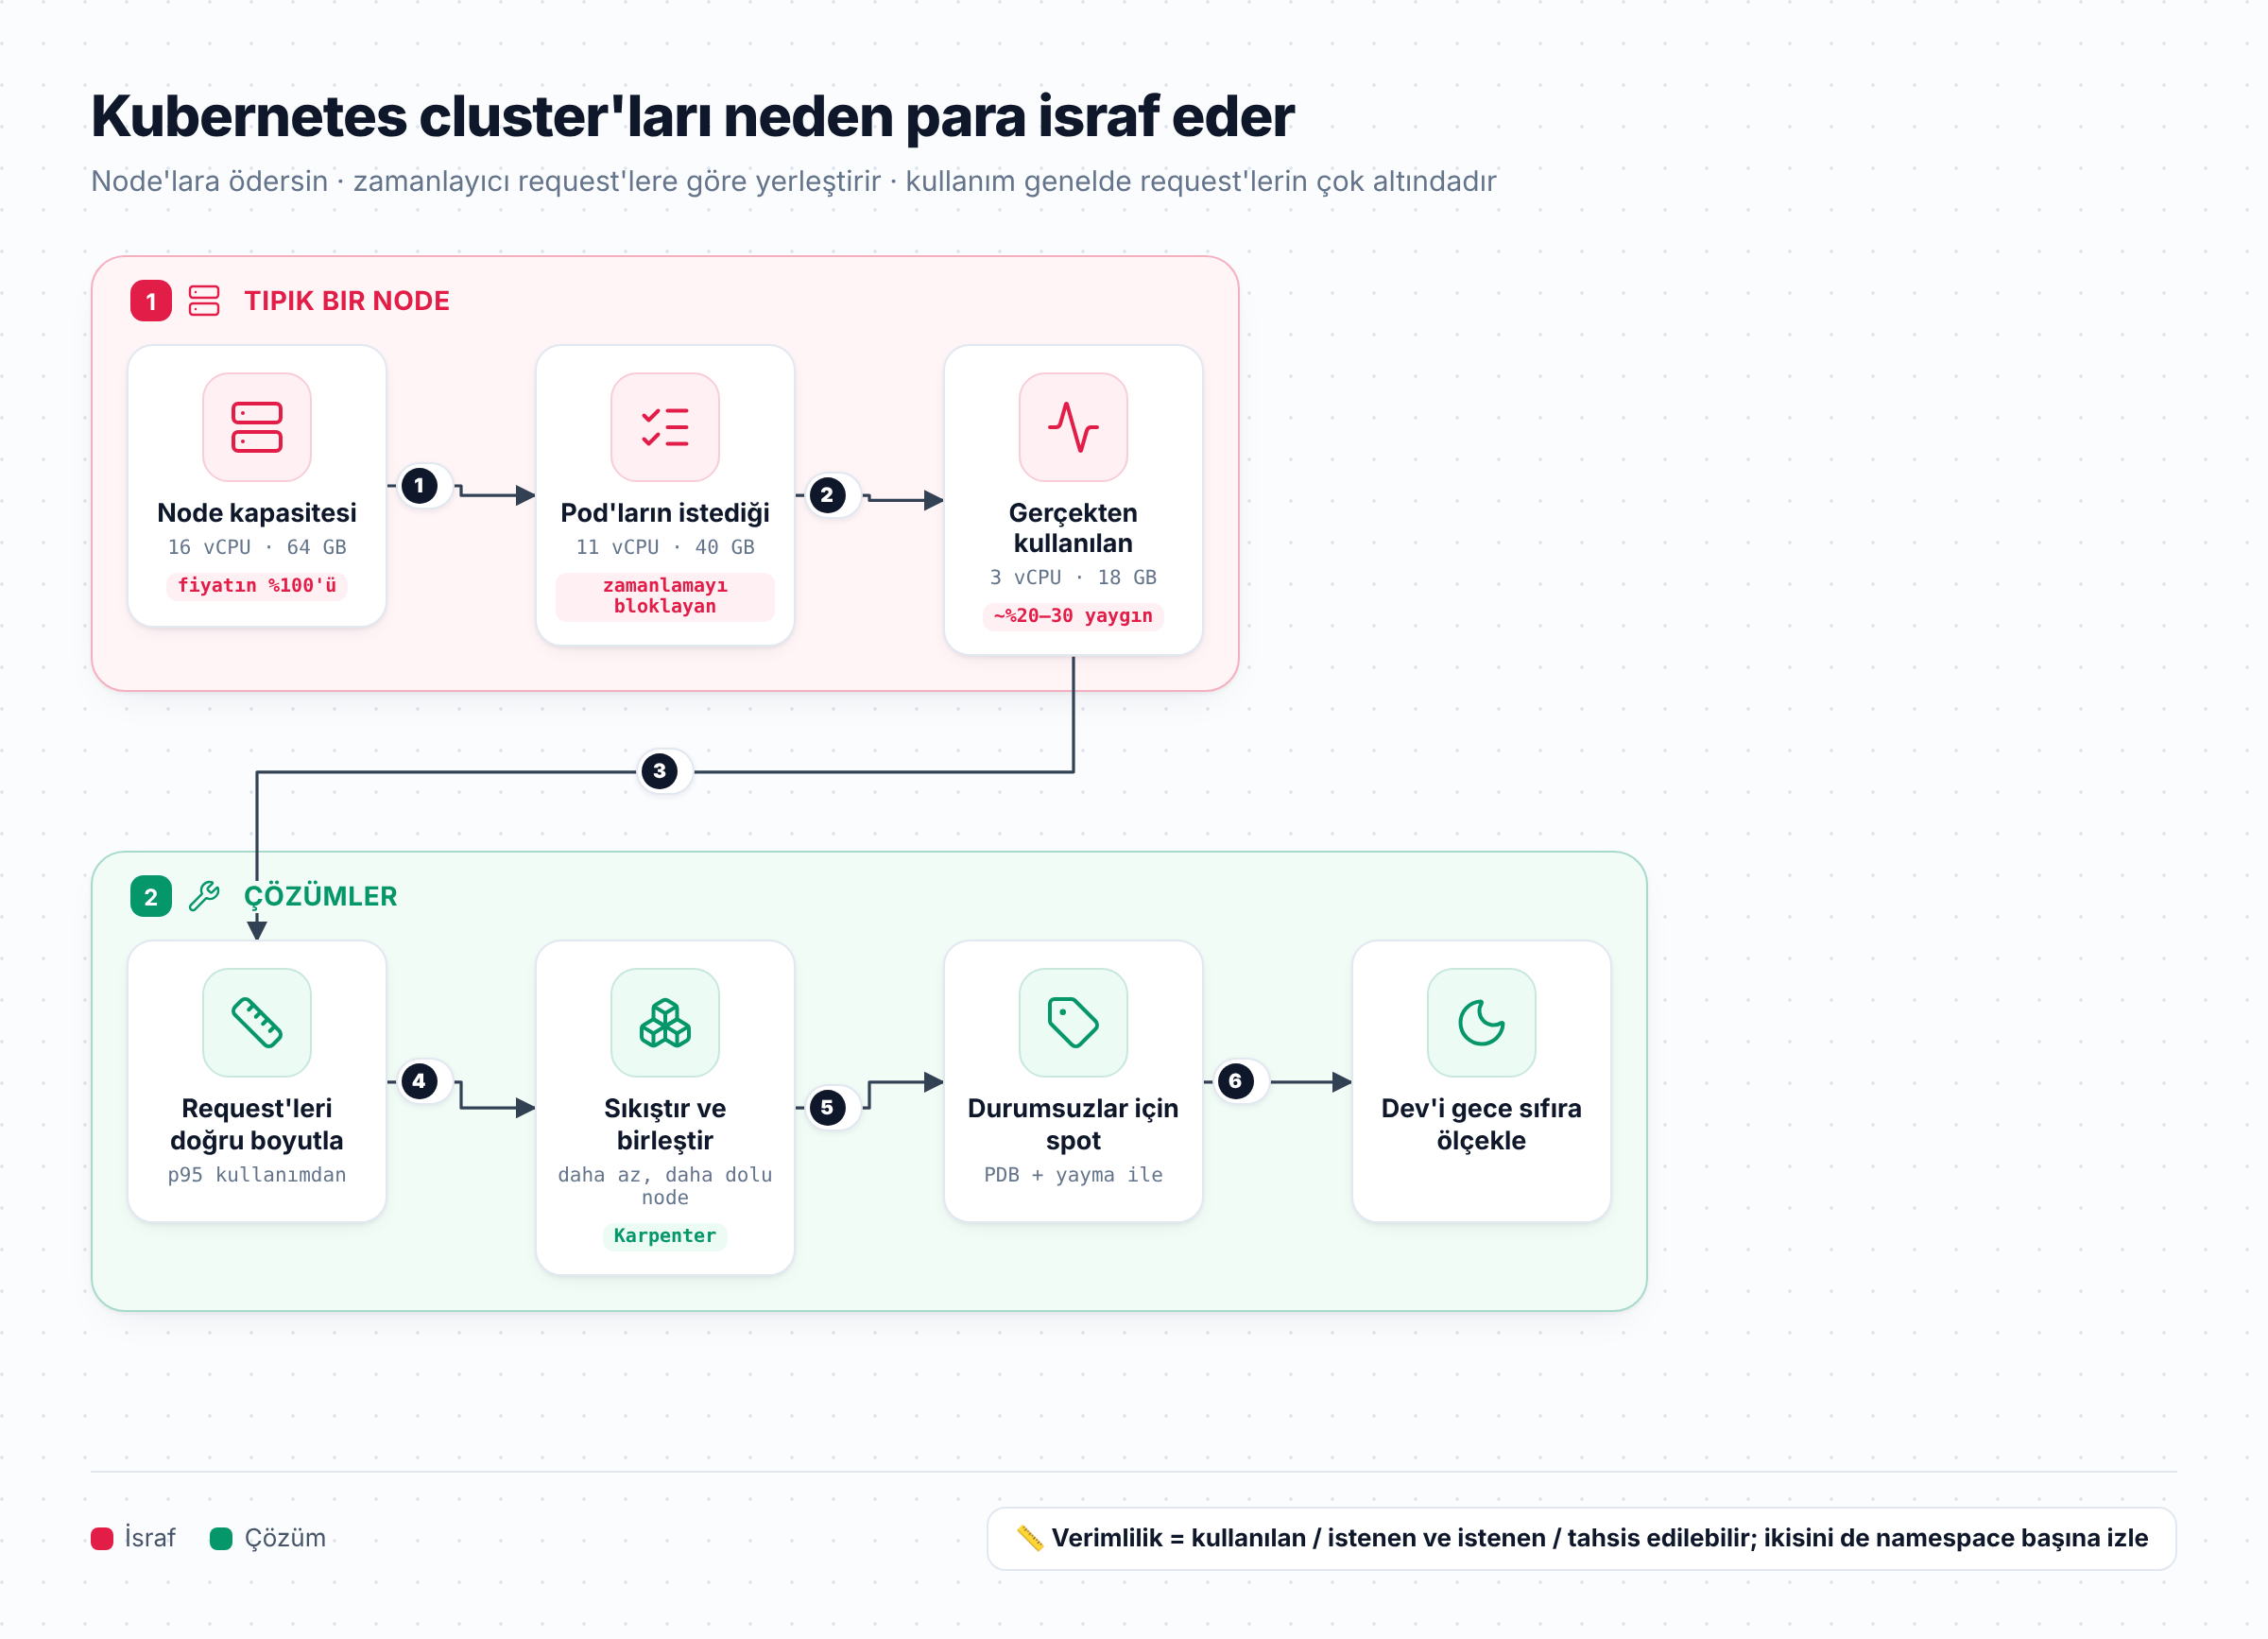 Kubernetes cluster'ları neden para israf eder
Node'lara ödersin · zamanlayıcı request'lere göre yerleştirir · kullanım genelde request'lerin çok altındadır
1 TIPIK BIR NODE
Node kapasitesi
16 vCPU · 64 GB
fiyatın %100'ü
1
Pod'ların istediği
11 vCPU · 40 GB
zamanlamayı
bloklayan
2
Gerçekten
kullanılan
3 vCPU · 18 GB
~%20–30 yaygın
3
2 ÇÖZÜMLER
Request'leri
doğru boyutla
p95 kullanımdan
4
Sıkıştır ve
birleştir
daha az, daha dolu
node
Karpenter
5
Durumsuzlar için
spot
PDB + yayma ile
6
Dev'i gece sıfıra
ölçekle
İsraf
Çözüm
📏 Verimlilik = kullanılan / istenen ve istenen / tahsis edilebilir; ikisini de namespace başına izle